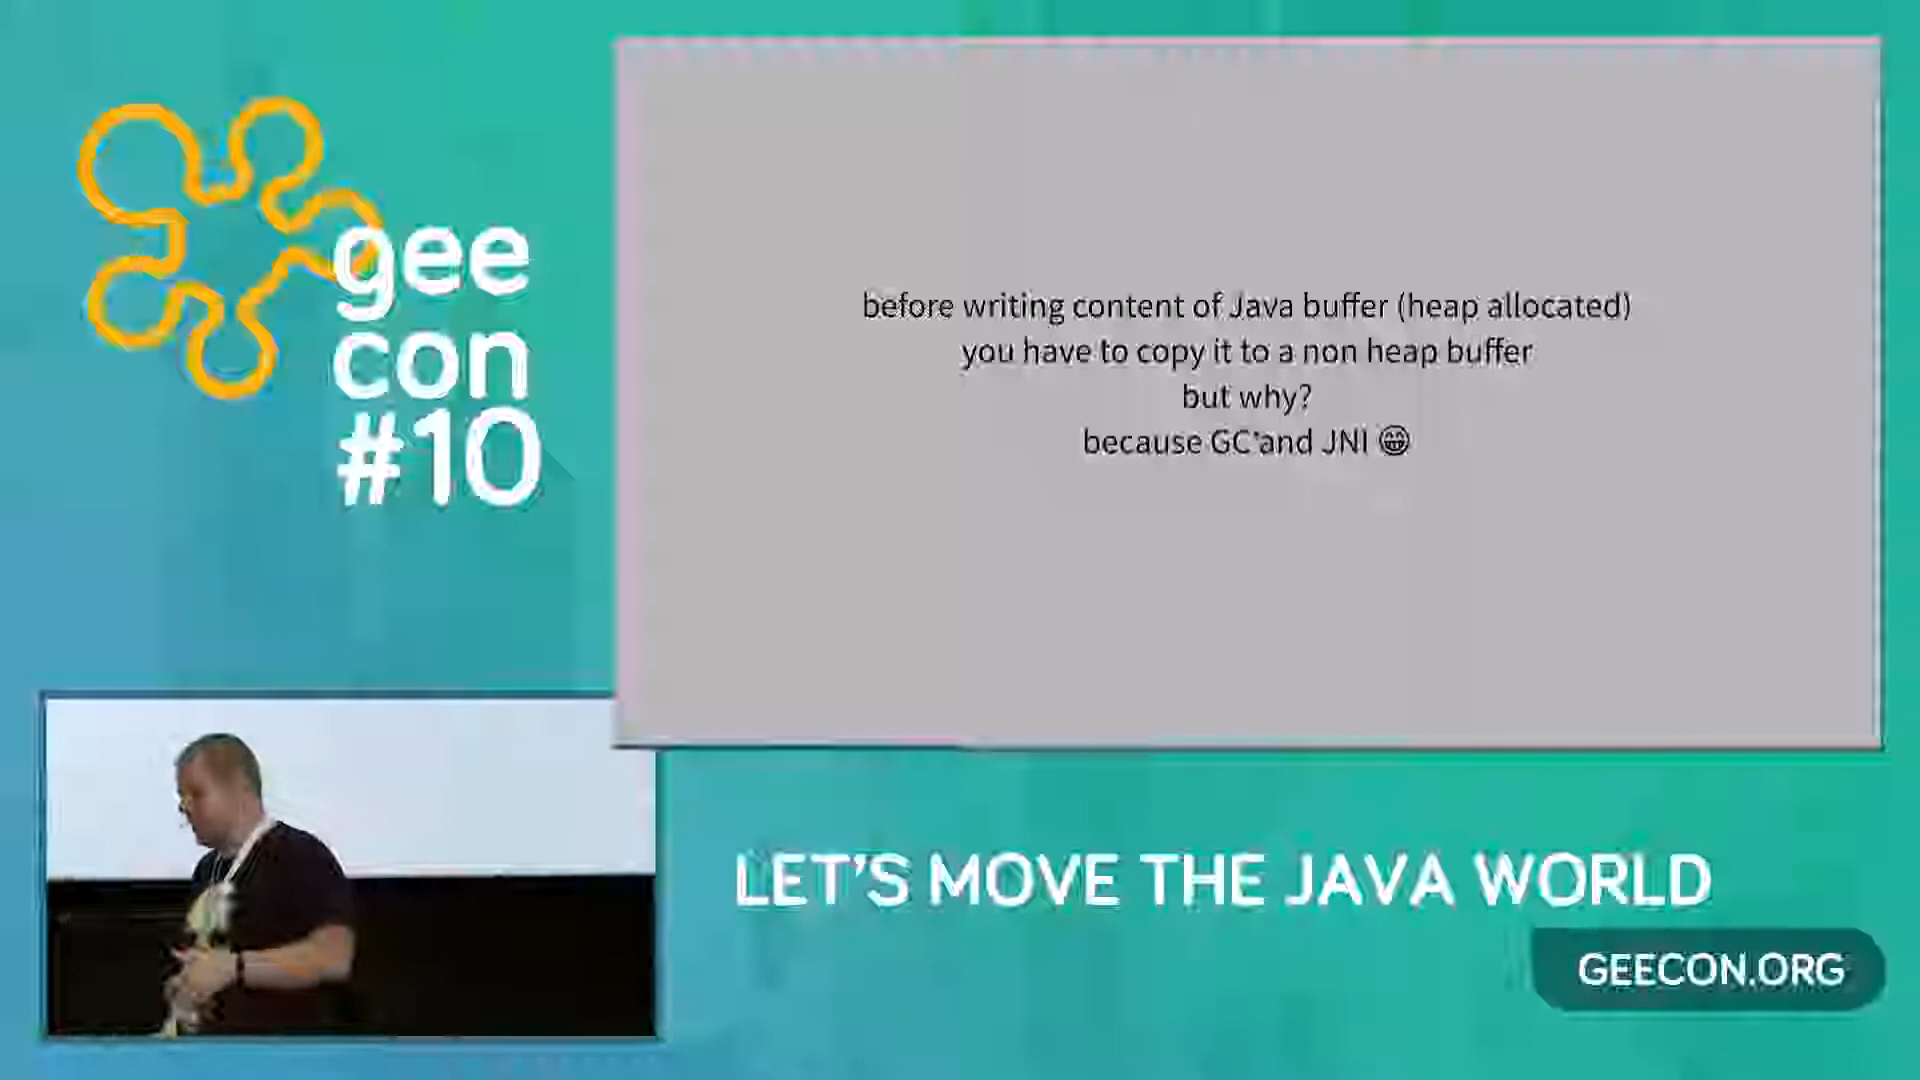 gee
con
#10
before writing content of Java buffer (heap allocated)
you have to copy it to a non heap buffer
but why?
because GC and JNI 😁
LET'S MOVE THE JAVA WORLD
GEECON.ORG